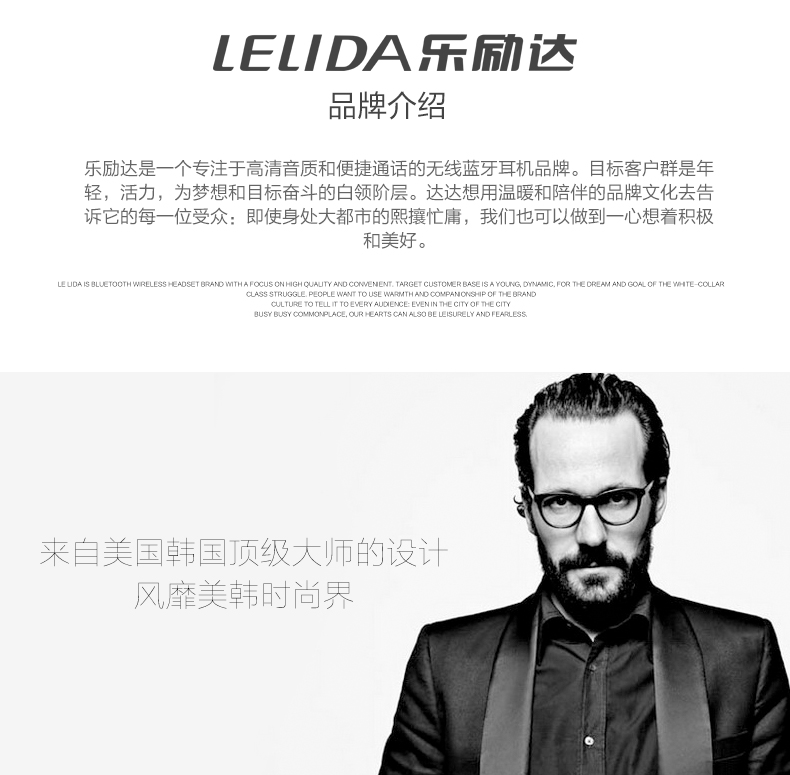 LELIDA乐励达
品牌介绍
乐励达是一个专注于高清音质和便捷通话的无线蓝牙耳机品牌。目标客户群是年
轻，活力，为梦想和目标奋斗的白领阶层。达达想用温暖和陪伴的品牌文化去告
诉它的每一位受众：即使身处大都市的熙攘忙庸，我们也可以做到一心想着积极
和美好。
LE LIDA IS BLUETOOTH WIRELESS HEADSET BRAND WITH A FOCUS ON HIGH QUALITY AND CONVENIENT. TARGET CUSTOMER BASE IS A YOUNG, DYNAMIC, FOR THE DREAM AND GOAL OF THE WHITE-COLLAR
CLASS STRUGGLE. PEOPLE WANT TO USE WARMTH AND COMPANIONSHIP OF THE BRAND
CULTURE TO TELL IT TO EVERY AUDIENCE: EVEN IN THE CITY OF THE CITY
BUSY BUSY COMMONPLACE, OUR HEARTS CAN ALSO BE LEISURELY AND FEARLESS.
来自美国韩国顶级大师的设计
风靡美韩时尚界